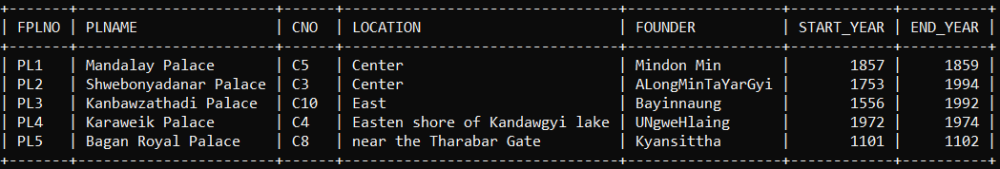 +-------+----------------------+------+--------------------------------+-----------------+------------+----------+
| FPLNO | PLNAME               | CNO  | LOCATION                       | FOUNDER         | START_YEAR | END_YEAR |
+-------+----------------------+------+--------------------------------+-----------------+------------+----------+
| PL1   | Mandalay Palace      | C5   | Center                         | Mindon Min      |       1857 |     1859 |
| PL2   | Shwebonyadanar Palace | C3   | Center                         | ALongMinTaYarGyi |       1753 |     1994 |
| PL3   | Kanbawzathadi Palace | C10  | East                           | Bayinnaung      |       1556 |     1992 |
| PL4   | Karaweik Palace      | C4   | Easten shore of Kandawgyi lake | UNgweHlaing     |       1972 |     1974 |
| PL5   | Bagan Royal Palace   | C8   | near the Tharabar Gate         | Kyansittha      |       1101 |     1102 |
+-------+----------------------+------+--------------------------------+-----------------+------------+----------+